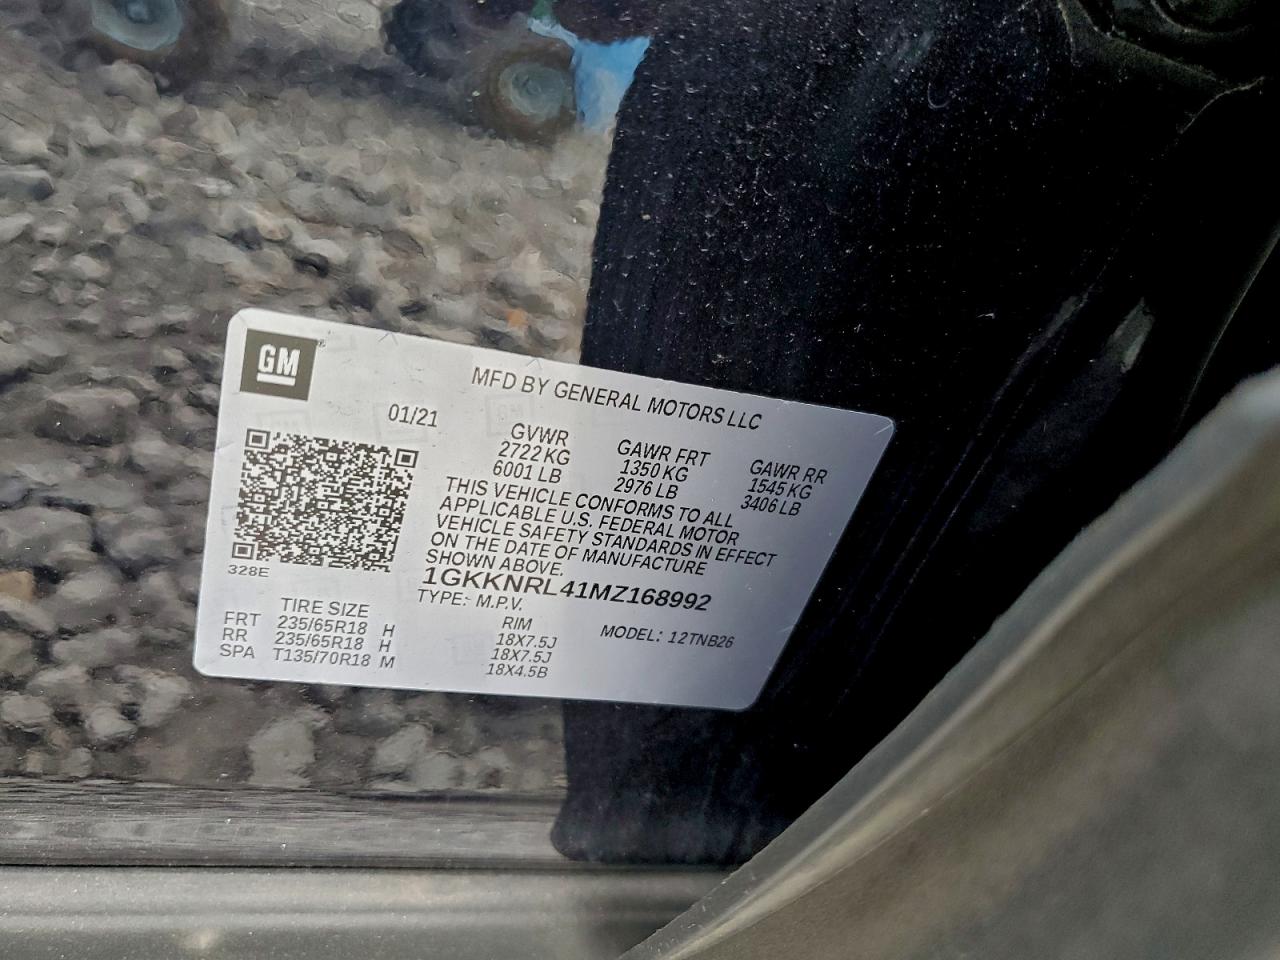 GM
MFD BY GENERAL MOTORS LLC
01/21
GVWR GAWR FRT GAWR RR
2722 KG 1350 KG 1545 KG
6001 LB 2976 LB 3406 LB
THIS VEHICLE CONFORMS TO ALL
APPLICABLE U.S. FEDERAL MOTOR
VEHICLE SAFETY STANDARDS IN EFFECT
ON THE DATE OF MANUFACTURE
SHOWN ABOVE.
328E
1GKKNRL41MZ168992
TYPE: M.P.V.
MODEL: 12TNB26
TIRE SIZE RIM
FRT 235/65R18 H 18X7.5J
RR 235/65R18 H 18X7.5J
SPA T135/70R18 M 18X4.5B